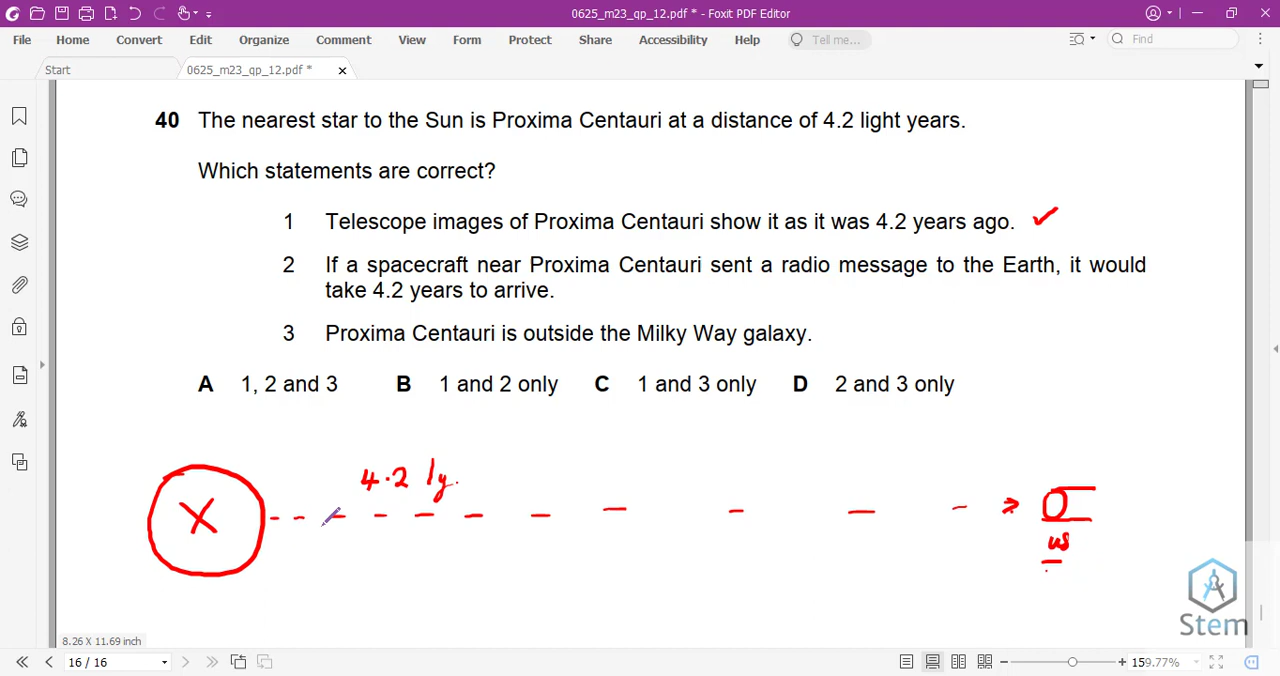 0625_m23_qp_12.pdf * - Foxit PDF Editor
File Home Convert Edit Organize Comment View Form Protect Share Accessibility Help Tell me... Find
Start 0625_m23_qp_12.pdf *
40 The nearest star to the Sun is Proxima Centauri at a distance of 4.2 light years.
Which statements are correct?
1 Telescope images of Proxima Centauri show it as it was 4.2 years ago.
2 If a spacecraft near Proxima Centauri sent a radio message to the Earth, it would
take 4.2 years to arrive.
3 Proxima Centauri is outside the Milky Way galaxy.
A 1, 2 and 3 B 1 and 2 only C 1 and 3 only D 2 and 3 only
4.2 ly.
X
us
Stem
8.26 X 11.69 inch
16 / 16 159.77%